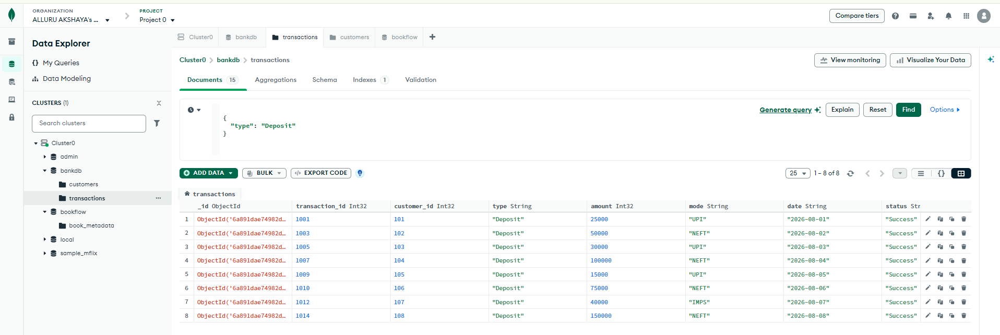 ORGANIZATION
ALLURU AKSHAYA's ...
PROJECT
Project 0
Compare tiers
Data Explorer
My Queries
Data Modeling
CLUSTERS (1)
Search clusters
Cluster0
admin
bankdb
customers
transactions
bookflow
book_metadata
local
sample_mflix
Cluster0 bankdb transactions customers bookflow
Cluster0 > bankdb > transactions
View monitoring Visualize Your Data
Documents 15 Aggregations Schema Indexes 1 Validation
Generate query Explain Reset Find Options
{
"type": "Deposit"
}
ADD DATA BULK </> EXPORT CODE
25 1 – 8 of 8 {}
transactions
_id ObjectId transaction_id Int32 customer_id Int32 type String amount Int32 mode String date String status Str
1 ObjectId('6a891dae74982d… 1001 101 "Deposit" 25000 "UPI" "2026-08-01" "Success"
2 ObjectId('6a891dae74982d… 1003 102 "Deposit" 50000 "NEFT" "2026-08-02" "Success"
3 ObjectId('6a891dae74982d… 1005 103 "Deposit" 30000 "UPI" "2026-08-03" "Success"
4 ObjectId('6a891dae74982d… 1007 104 "Deposit" 100000 "NEFT" "2026-08-04" "Success"
5 ObjectId('6a891dae74982d… 1009 105 "Deposit" 15000 "UPI" "2026-08-05" "Success"
6 ObjectId('6a891dae74982d… 1010 106 "Deposit" 75000 "NEFT" "2026-08-06" "Success"
7 ObjectId('6a891dae74982d… 1012 107 "Deposit" 40000 "IMPS" "2026-08-07" "Success"
8 ObjectId('6a891dae74982d… 1014 108 "Deposit" 150000 "NEFT" "2026-08-08" "Success"